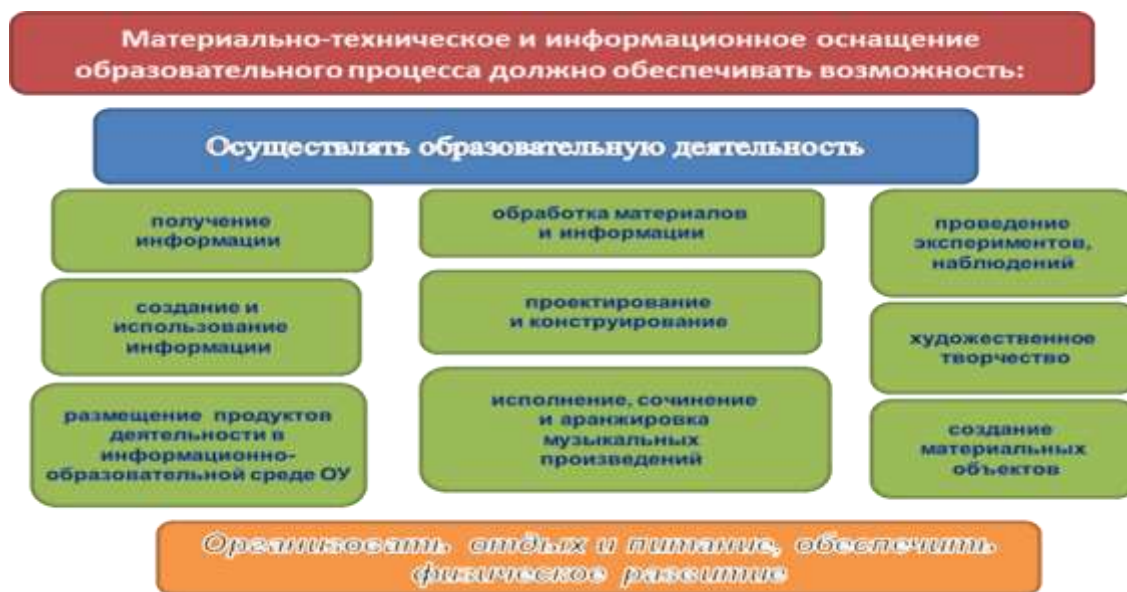 Материально-техническое и информационное оснащение
образовательного процесса должно обеспечивать возможность:
Осуществлять образовательную деятельность
получение
информации
создание и
использование
информации
размещение продуктов
деятельности в
информационно-
образовательной среде ОУ
обработка материалов
и информации
проектирование
и конструирование
исполнение, сочинение
и аранжировка
музыкальных
произведений
проведение
экспериментов,
наблюдений
художественное
творчество
создание
материальных
объектов
Организовать отдых и питание, обеспечить
физическое развитие